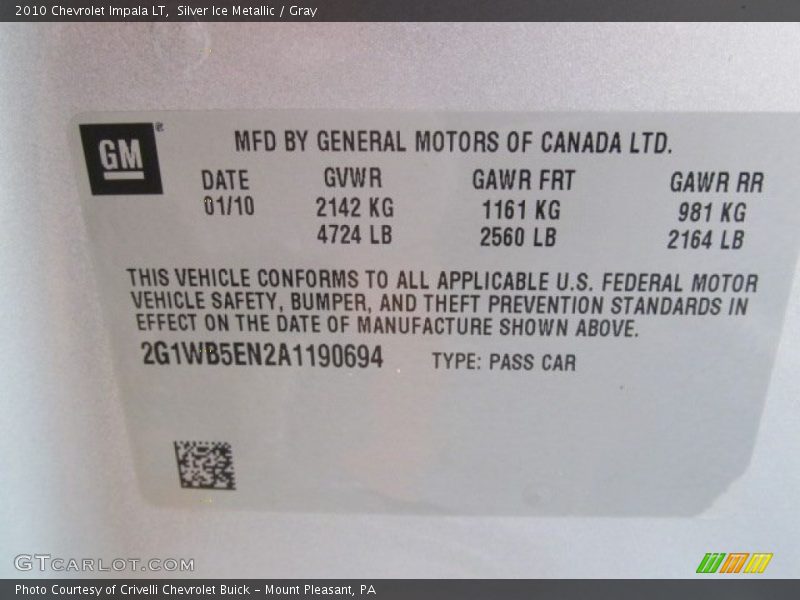 2010 Chevrolet Impala LT, Silver Ice Metallic / Gray
GM®
MFD BY GENERAL MOTORS OF CANADA LTD.
DATE GVWR GAWR FRT GAWR RR
01/10 2142 KG 1161 KG 981 KG
4724 LB 2560 LB 2164 LB
THIS VEHICLE CONFORMS TO ALL APPLICABLE U.S. FEDERAL MOTOR
VEHICLE SAFETY, BUMPER, AND THEFT PREVENTION STANDARDS IN
EFFECT ON THE DATE OF MANUFACTURE SHOWN ABOVE.
2G1WB5EN2A1190694 TYPE: PASS CAR
GTCARLOT.COM
Photo Courtesy of Crivelli Chevrolet Buick - Mount Pleasant, PA